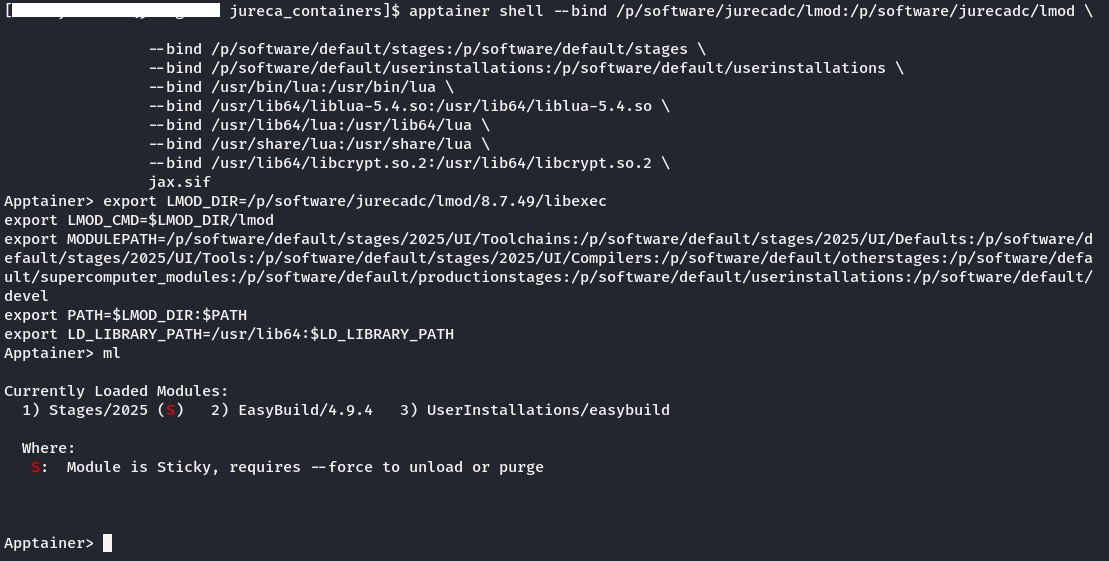 [ jureca_containers]$ apptainer shell --bind /p/software/jurecadc/lmod:/p/software/jurecadc/lmod \
--bind /p/software/default/stages:/p/software/default/stages \
--bind /p/software/default/userinstallations:/p/software/default/userinstallations \
--bind /usr/bin/lua:/usr/bin/lua \
--bind /usr/lib64/liblua-5.4.so:/usr/lib64/liblua-5.4.so \
--bind /usr/lib64/lua:/usr/lib64/lua \
--bind /usr/share/lua:/usr/share/lua \
--bind /usr/lib64/libcrypt.so.2:/usr/lib64/libcrypt.so.2 \
jax.sif
Apptainer> export LMOD_DIR=/p/software/jurecadc/lmod/8.7.49/libexec
export LMOD_CMD=$LMOD_DIR/lmod
export MODULEPATH=/p/software/default/stages/2025/UI/Toolchains:/p/software/default/stages/2025/UI/Defaults:/p/software/d
efault/stages/2025/UI/Tools:/p/software/default/stages/2025/UI/Compilers:/p/software/default/otherstages:/p/software/defa
ult/supercomputer_modules:/p/software/default/productionstages:/p/software/default/userinstallations:/p/software/default/
devel
export PATH=$LMOD_DIR:$PATH
export LD_LIBRARY_PATH=/usr/lib64:$LD_LIBRARY_PATH
Apptainer> ml
Currently Loaded Modules:
1) Stages/2025 (S)   2) EasyBuild/4.9.4   3) UserInstallations/easybuild
Where:
S:  Module is Sticky, requires --force to unload or purge
Apptainer>